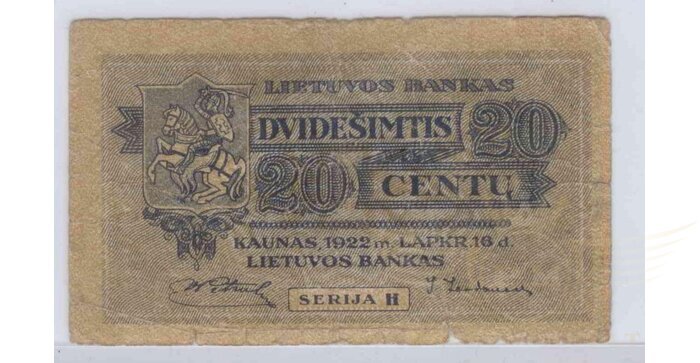 LIETUVOS BANKAS
DVIDEŠIMTIS 20
20 CENTŲ
KAUNAS, 1922 m. LAPKR. 16 d.
LIETUVOS BANKAS
SERIJA H